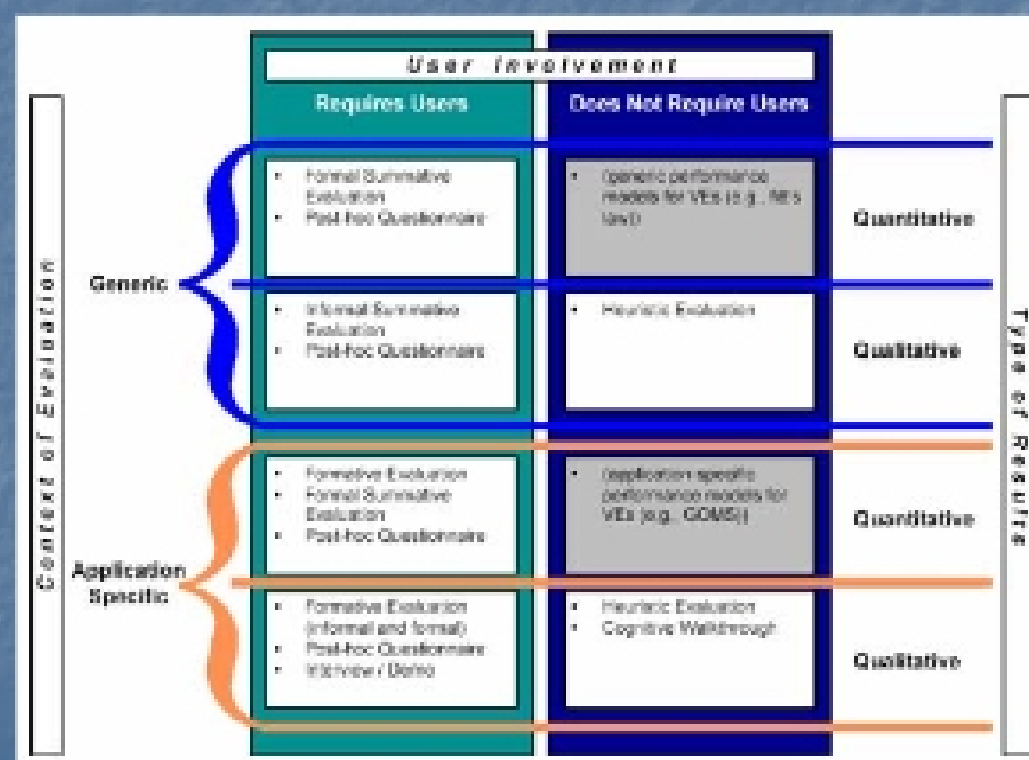 User involvement
Requires Users
Does Not Require Users
Context of Evaluation
Generic
• Formal Summative
Evaluation
• Post-hoc Questionnaire
• (generic performance
models for VEs (e.g., Fitt's
law))
Quantitative
• Informal Summative
Evaluation
• Post-hoc Questionnaire
• Heuristic Evaluation
Qualitative
Type of Results
Application
Specific
• Formative Evaluation
• Formal Summative
Evaluation
• Post-hoc Questionnaire
• (application specific
performance models for
VEs (e.g., GOMS))
Quantitative
• Formative Evaluation
(informal and formal)
• Post-hoc Questionnaire
• Interview / Demo
• Heuristic Evaluation
• Cognitive Walkthrough
Qualitative